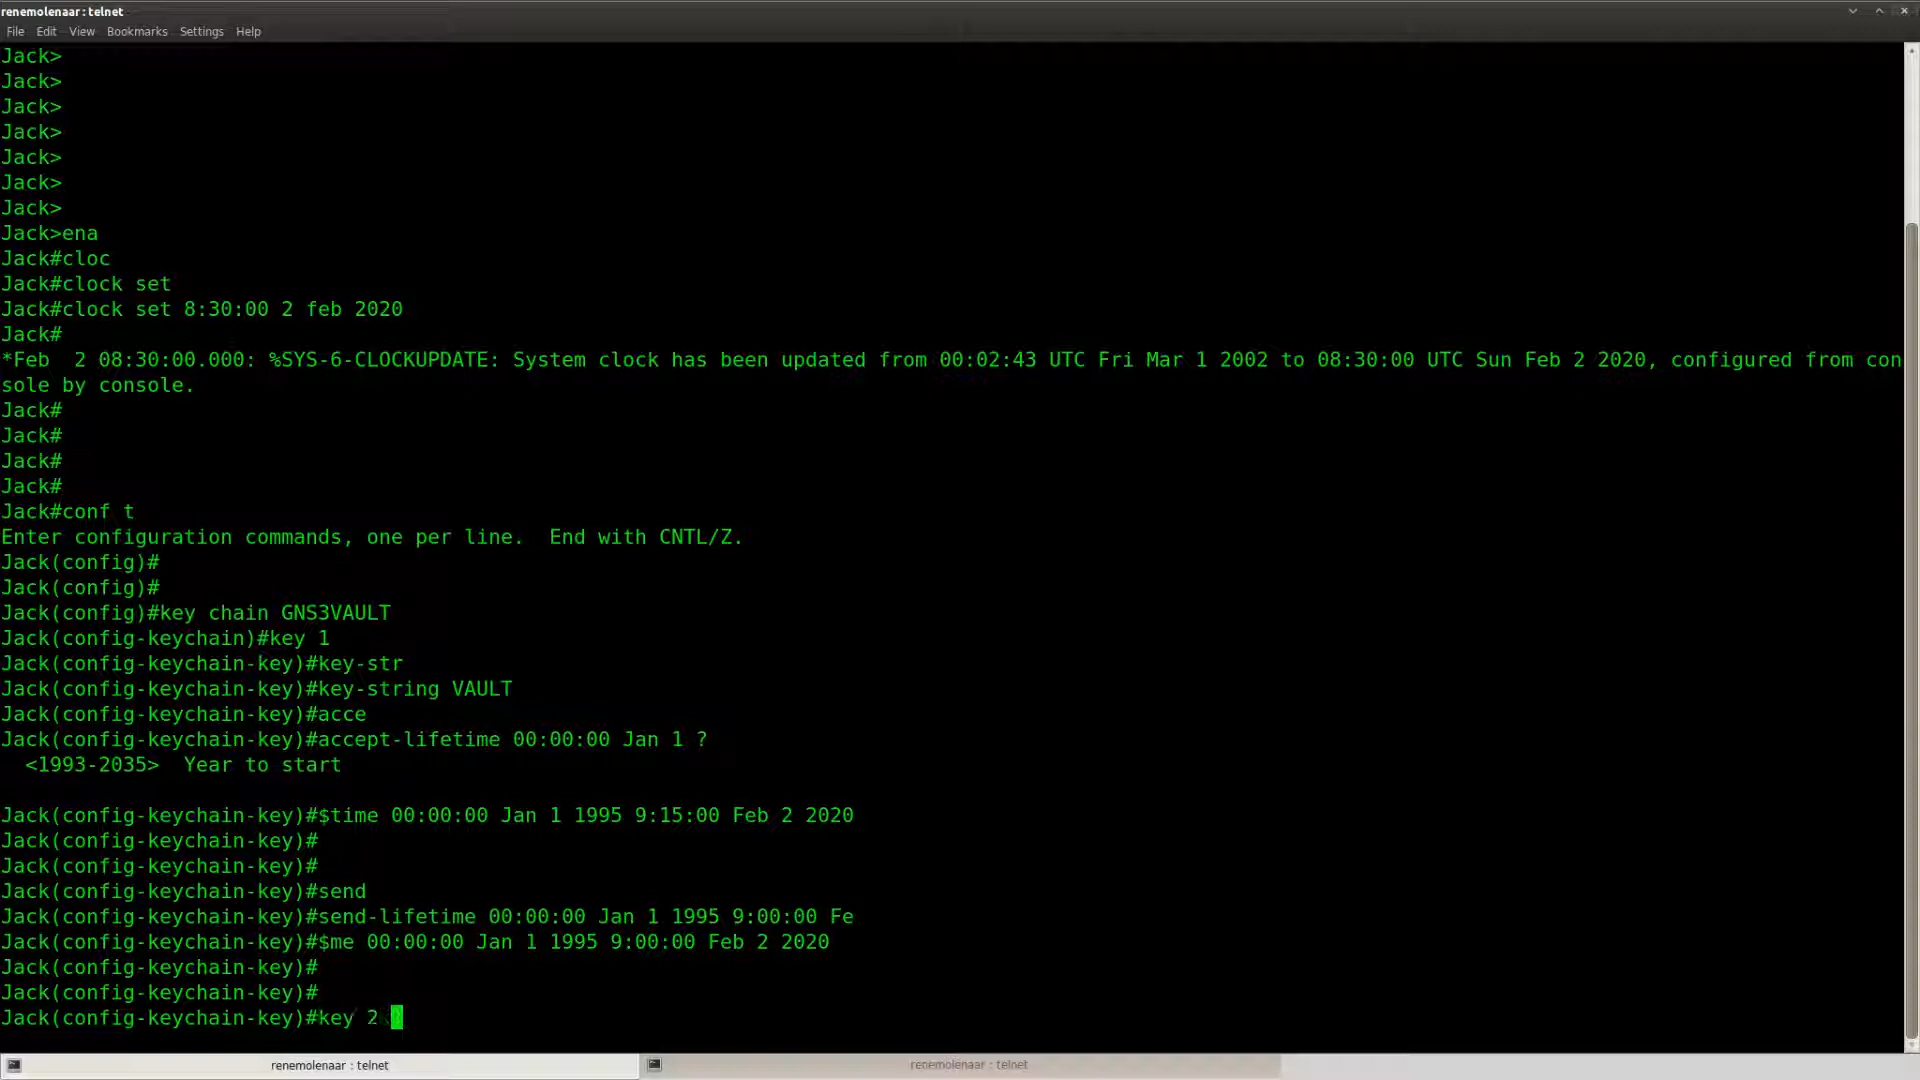 renemolenaar : telnet
File Edit View Bookmarks Settings Help
Jack>
Jack>
Jack>
Jack>
Jack>
Jack>
Jack>
Jack>ena
Jack#cloc
Jack#clock set
Jack#clock set 8:30:00 2 feb 2020
Jack#
*Feb  2 08:30:00.000: %SYS-6-CLOCKUPDATE: System clock has been updated from 00:02:43 UTC Fri Mar 1 2002 to 08:30:00 UTC Sun Feb 2 2020, configured from con
sole by console.
Jack#
Jack#
Jack#
Jack#
Jack#conf t
Enter configuration commands, one per line.  End with CNTL/Z.
Jack(config)#
Jack(config)#
Jack(config)#key chain GNS3VAULT
Jack(config-keychain)#key 1
Jack(config-keychain-key)#key-str
Jack(config-keychain-key)#key-string VAULT
Jack(config-keychain-key)#acce
Jack(config-keychain-key)#accept-lifetime 00:00:00 Jan 1 ?
  <1993-2035>  Year to start
Jack(config-keychain-key)#$time 00:00:00 Jan 1 1995 9:15:00 Feb 2 2020
Jack(config-keychain-key)#
Jack(config-keychain-key)#
Jack(config-keychain-key)#send
Jack(config-keychain-key)#send-lifetime 00:00:00 Jan 1 1995 9:00:00 Fe
Jack(config-keychain-key)#$me 00:00:00 Jan 1 1995 9:00:00 Feb 2 2020
Jack(config-keychain-key)#
Jack(config-keychain-key)#
Jack(config-keychain-key)#key 2
renemolenaar : telnet
renemolenaar : telnet